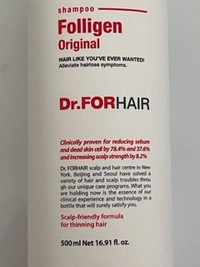 shampoo
Folligen
Original
HAIR LIKE YOU'VE EVER WANTED!
Alleviate hairloss symptoms.
Dr.FORHAIR
Clinically proven for reducing sebum
and dead skin cell by 78.4% and 37.6%
and increasing scalp strength by 8.2%
Dr. FORHAIR scalp and hair centre in New
York, Beijing and Seoul have solved a
variety of hair and scalp troubles throu
gh our unique care programs. What you
are holding now is the essence of our
clinical experience and technology in a
bottle that will surely satisfy you.
Scalp-friendly formula
for thinning hair
500 ml Net 16.91 fl. oz.